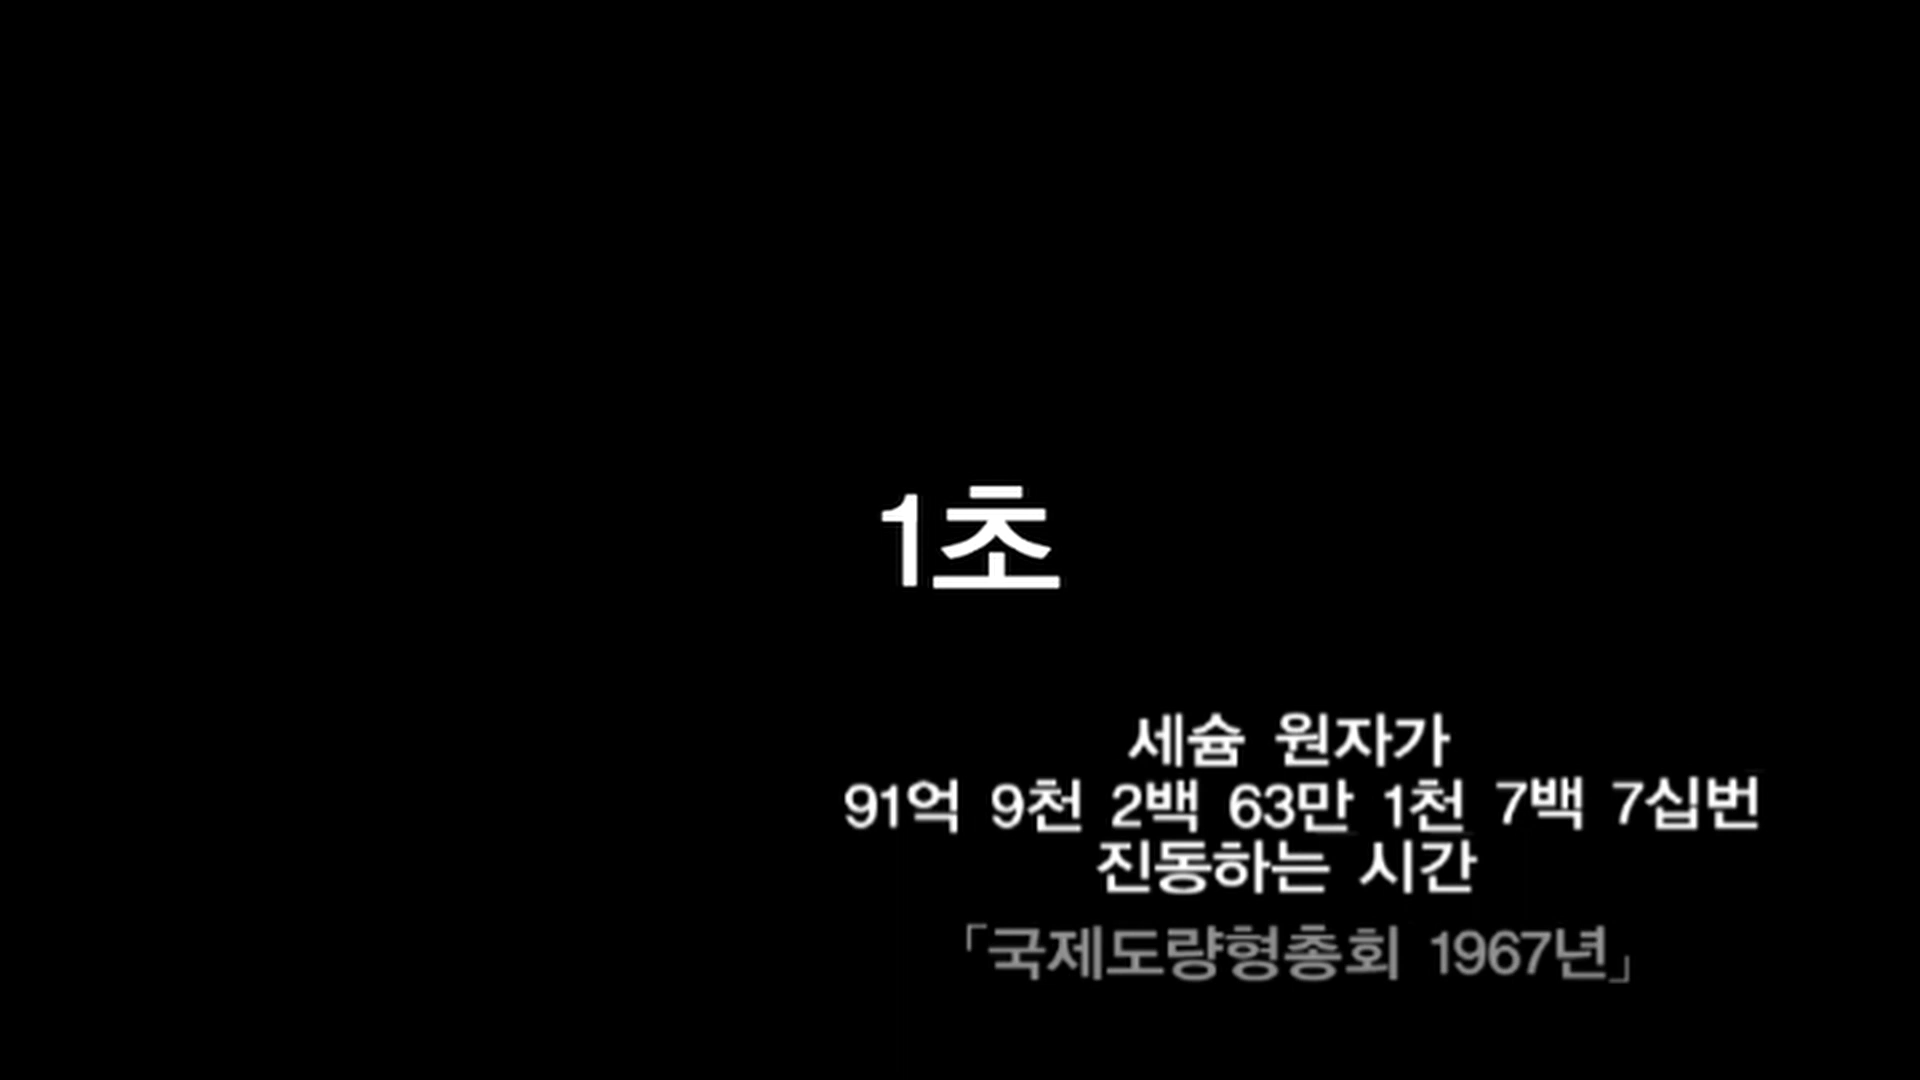 1초
세슘 원자가
91억 9천 2백 63만 1천 7백 7십번
진동하는 시간
「국제도량형총회 1967년」